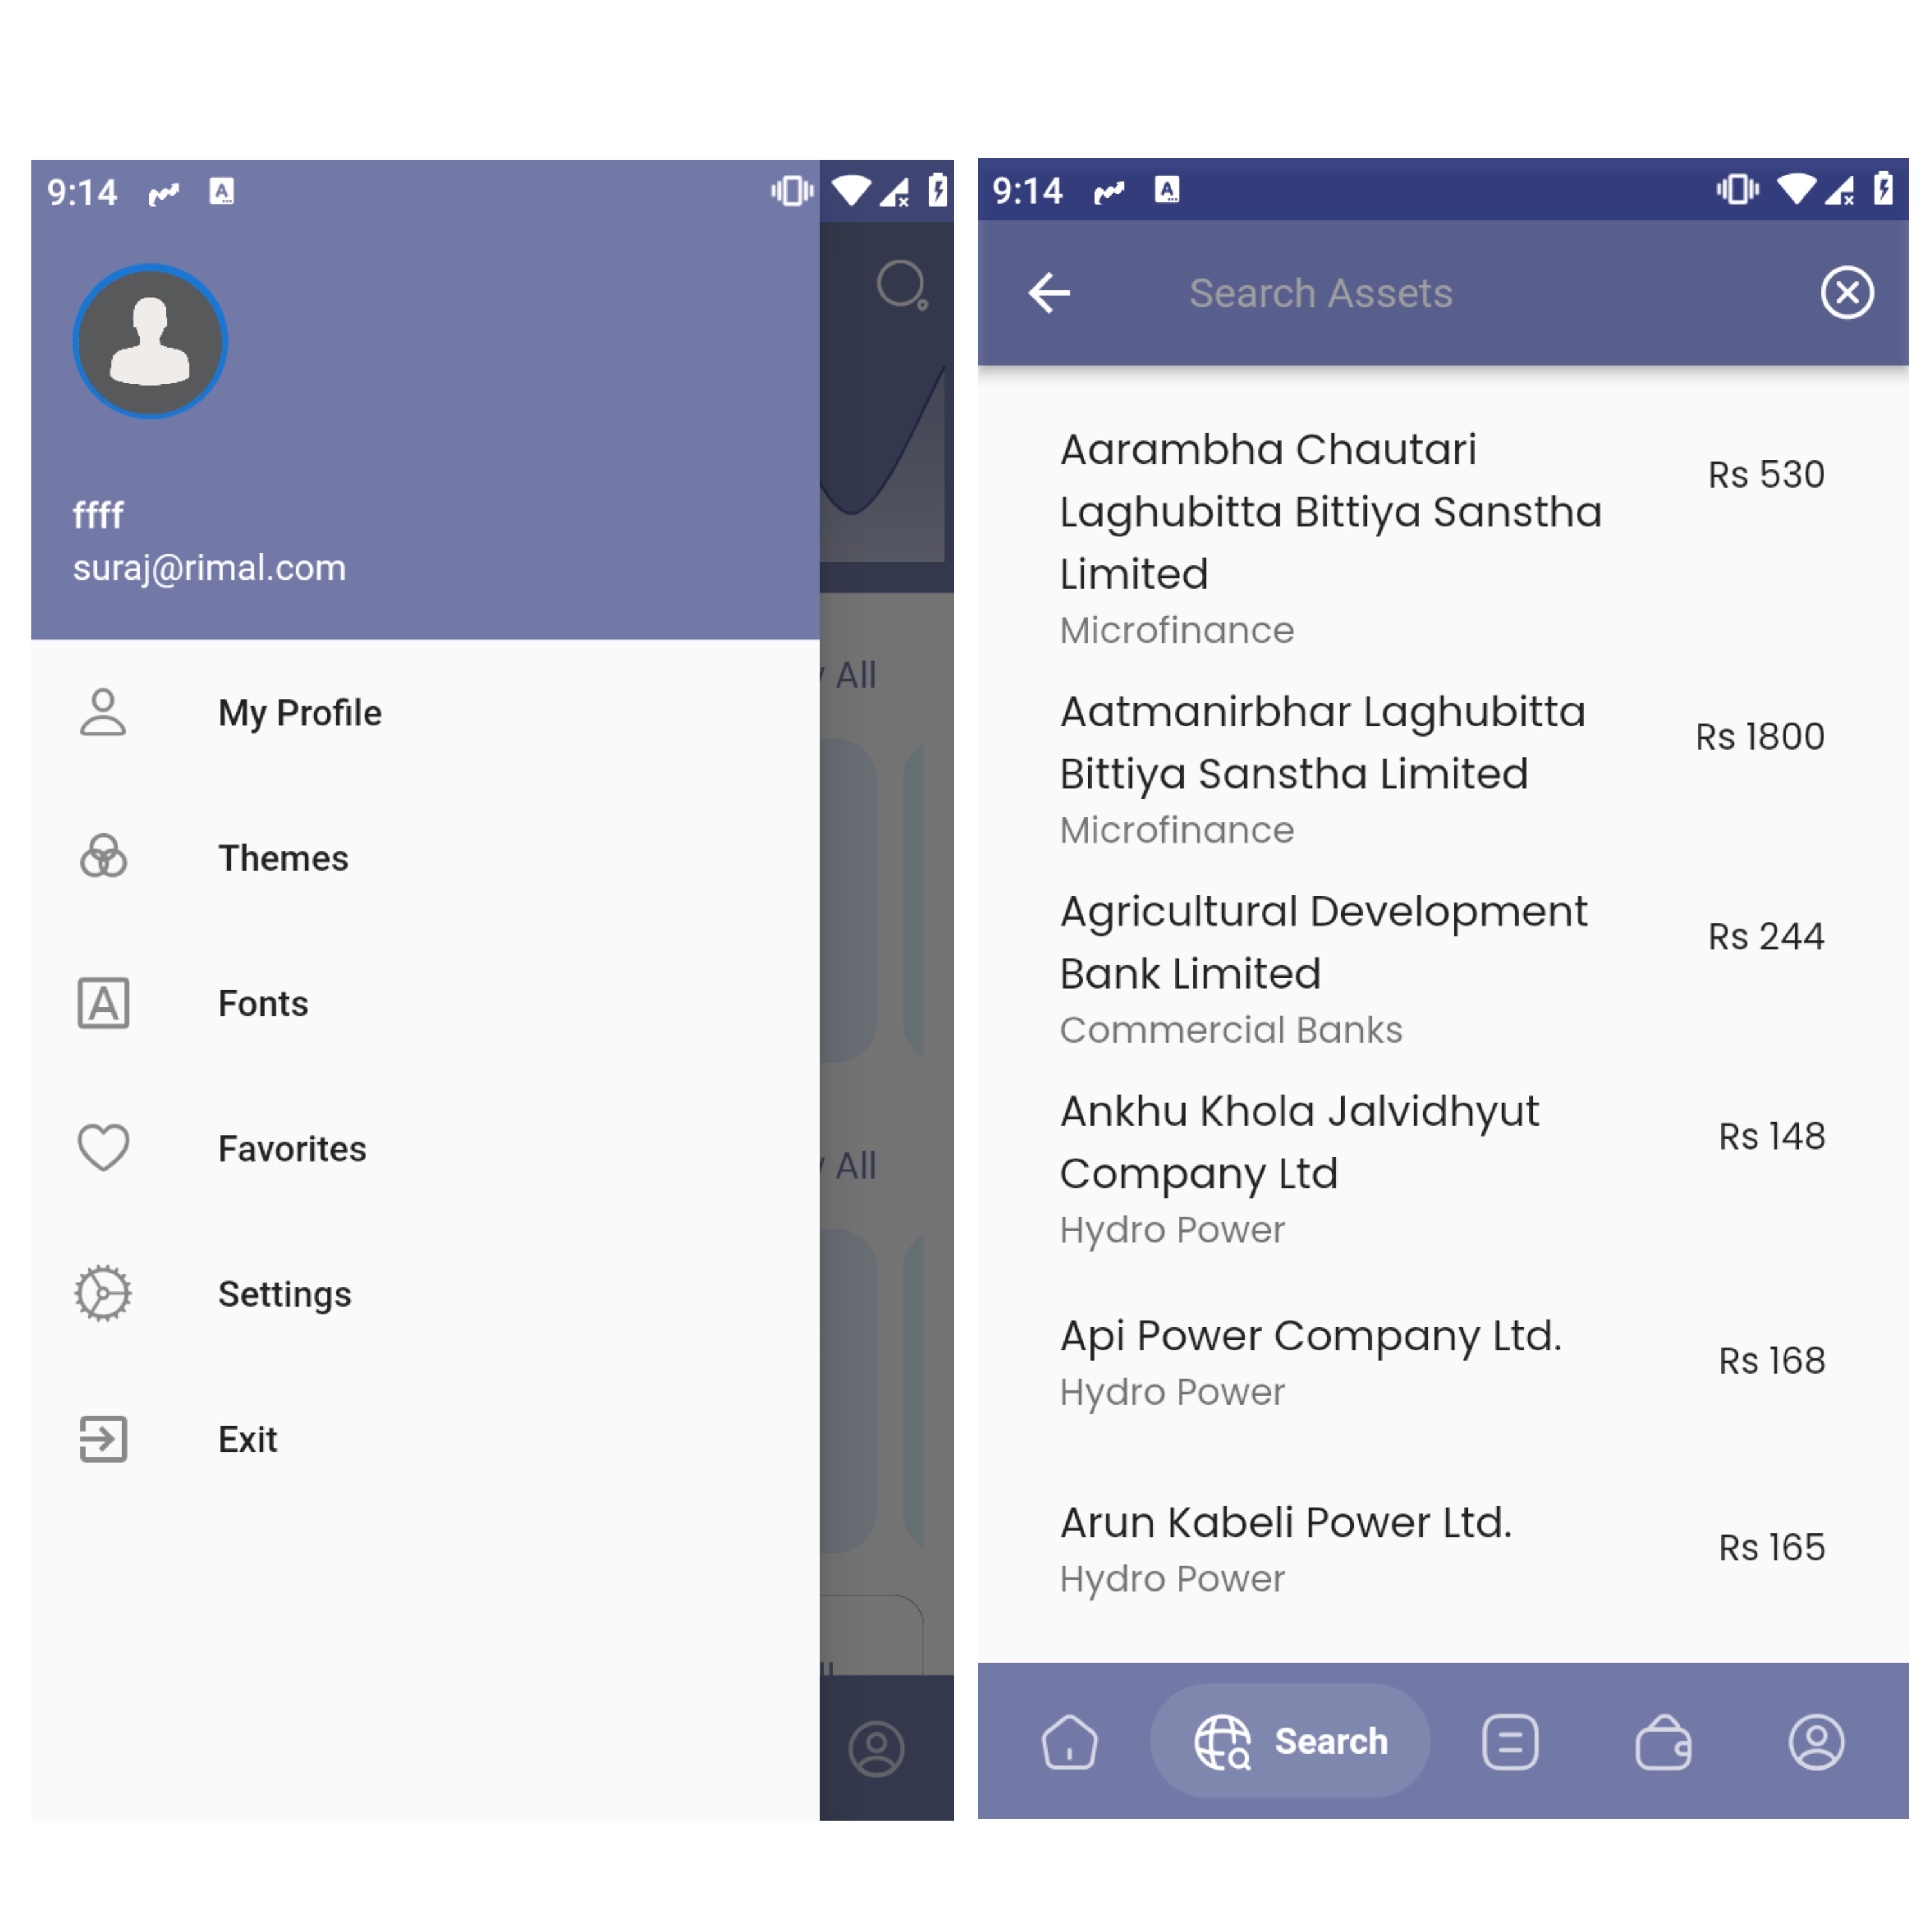 9:14
A
ffff
suraj@rimal.com
My Profile
Themes
A
Fonts
Favorites
Settings
Exit
All
All
9:14
A
Search Assets
Aarambha Chautari
Laghubitta Bittiya Sanstha
Limited
Rs 530
Microfinance
Aatmanirbhar Laghubitta
Bittiya Sanstha Limited
Rs 1800
Microfinance
Agricultural Development
Bank Limited
Rs 244
Commercial Banks
Ankhu Khola Jalvidhyut
Company Ltd
Rs 148
Hydro Power
Api Power Company Ltd.
Rs 168
Hydro Power
Arun Kabeli Power Ltd.
Rs 165
Hydro Power
Search